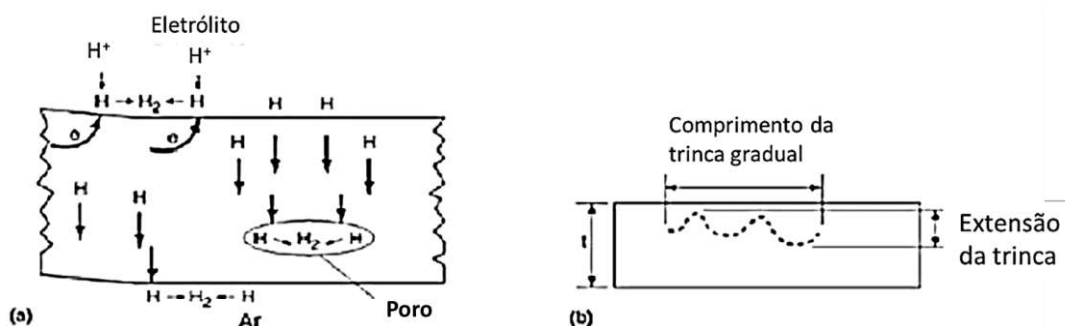 Eletrólito
H⁺ H⁺
H → H₂ ← H H H
e e H H
H H
H → H₂ ← H
Poro
H -- H₂ -- H
Ar
(a)
Comprimento da
trinca gradual
t
Extensão
da trinca
(b)